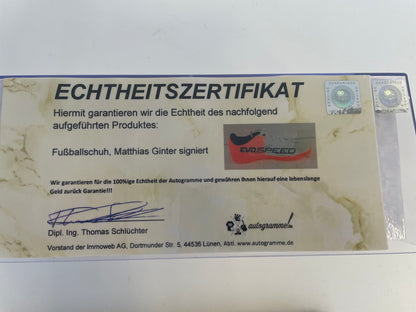 ECHTHEITSZERTIFIKAT
Hiermit garantieren wir die Echtheit des nachfolgend
aufgeführten Produktes:
Fußballschuh, Matthias Ginter signiert
EVOSPEED
Wir garantieren für die 100%ige Echtheit der Autogramme und gewähren Ihnen hierauf eine lebenslange
Geld zurück Garantie!!!
Dipl. Ing. Thomas Schlüchter
autogramme
Vorstand der Immoweb AG, Dortmunder Str. 5, 44536 Lünen, Abtl. www.autogramme.de